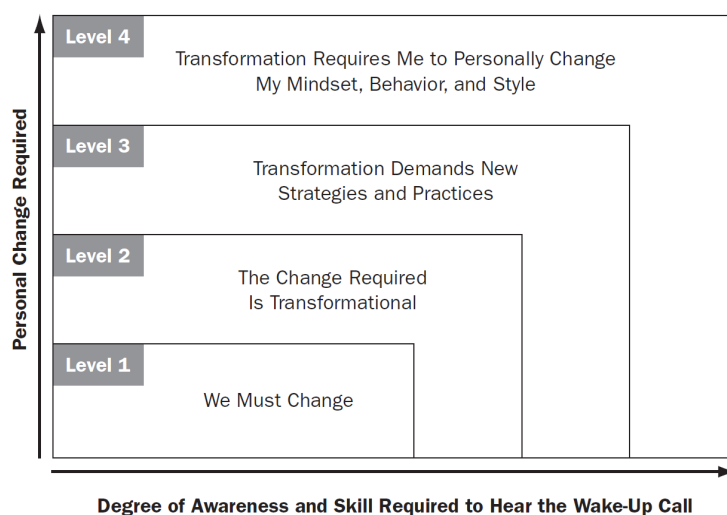 Level 4
Transformation Requires Me to Personally Change
My Mindset, Behavior, and Style
Level 3
Transformation Demands New
Strategies and Practices
Level 2
The Change Required
Is Transformational
Level 1
We Must Change
Personal Change Required
Degree of Awareness and Skill Required to Hear the Wake-Up Call